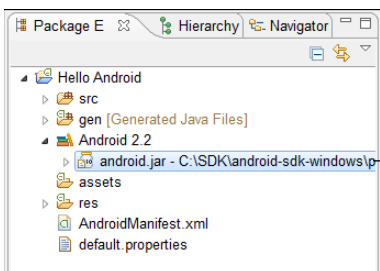 Package E Hierarchy Navigator
Hello Android
src
gen [Generated Java Files]
Android 2.2
android.jar - C:\SDK\android-sdk-windows\p
assets
res
AndroidManifest.xml
default.properties